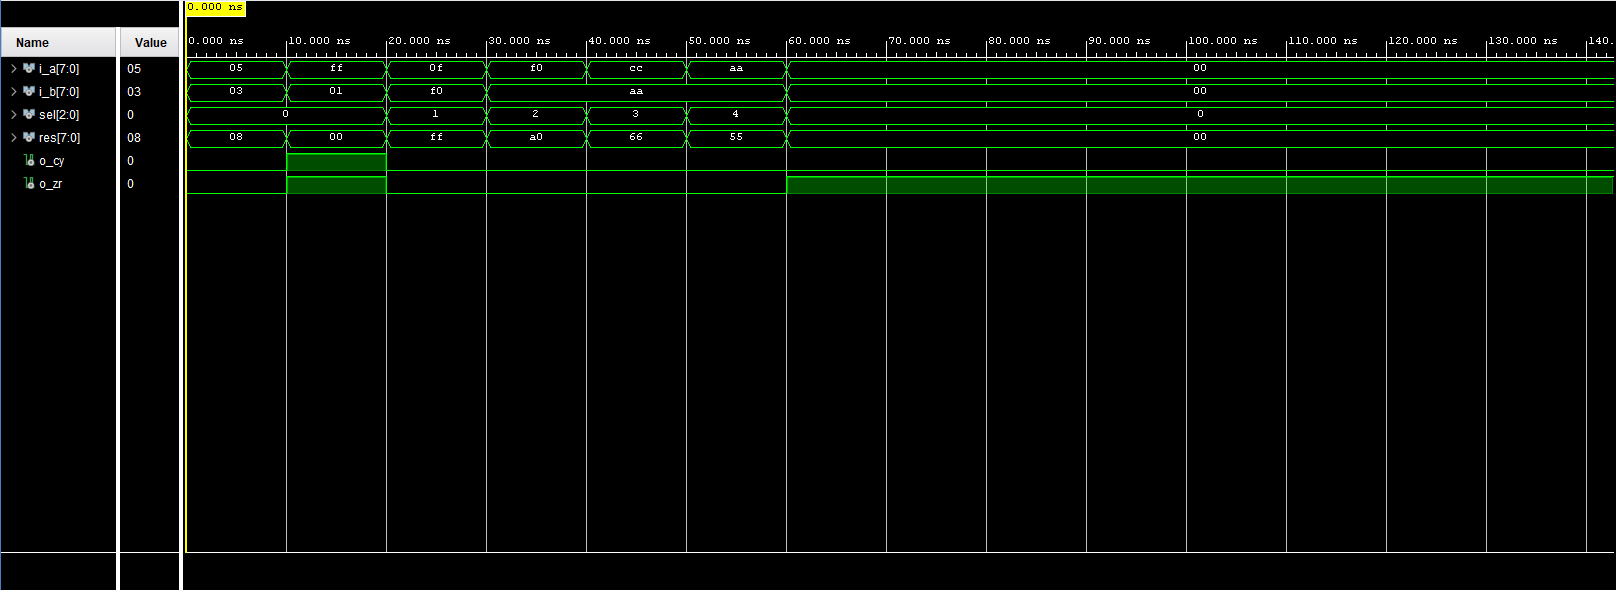 0.000 ns
Name Value
0.000 ns 10.000 ns 20.000 ns 30.000 ns 40.000 ns 50.000 ns 60.000 ns 70.000 ns 80.000 ns 90.000 ns 100.000 ns 110.000 ns 120.000 ns 130.000 ns 140.
i_a[7:0] 05 05 ff 0f f0 cc aa 00
i_b[7:0] 03 03 01 f0 aa 00
sel[2:0] 0 0 1 2 3 4 0
res[7:0] 08 08 00 ff a0 66 55 00
o_cy 0
o_zr 0